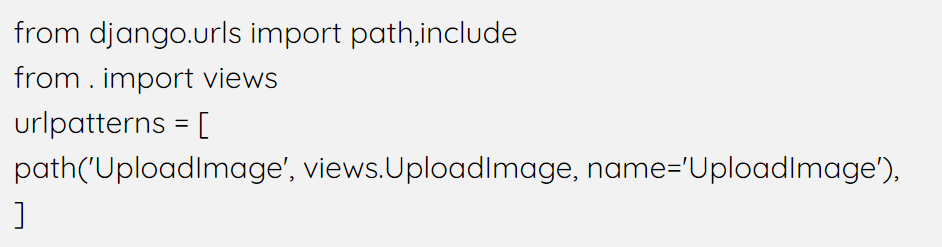 from django.urls import path,include
from . import views
urlpatterns = [
path('UploadImage', views.UploadImage, name='UploadImage'),
]